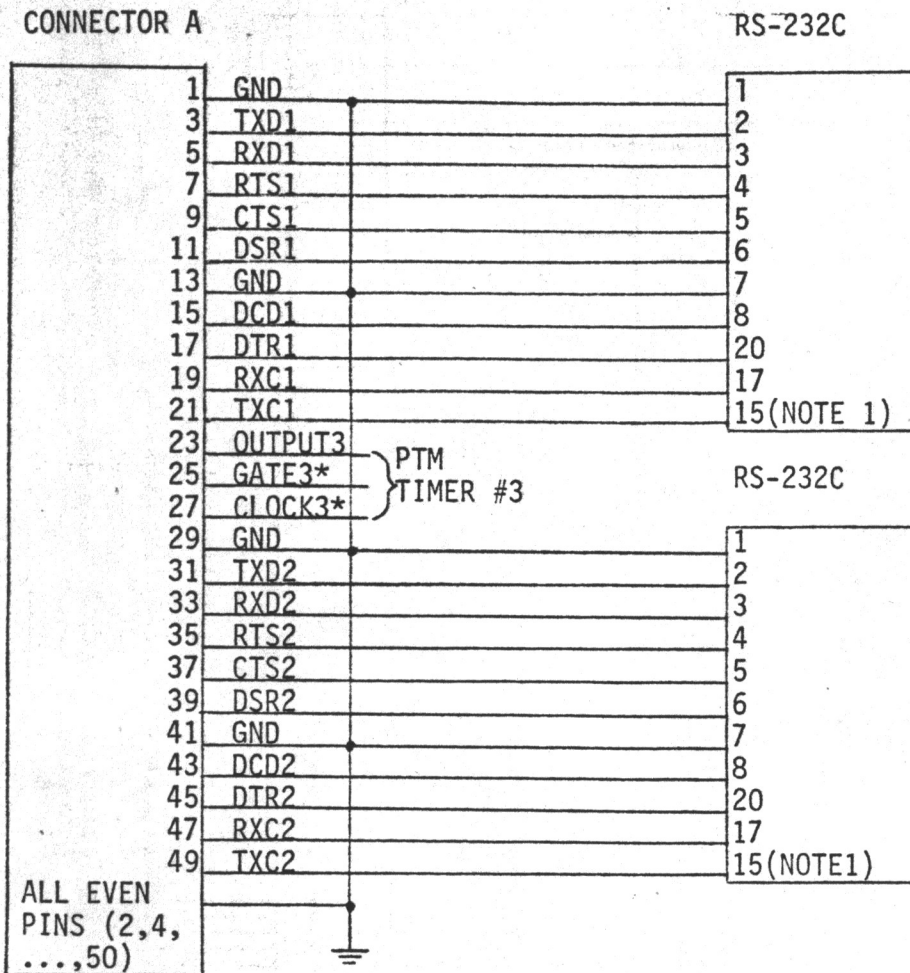 CONNECTOR A
RS-232C
1 GND 1
3 TXD1 2
5 RXD1 3
7 RTS1 4
9 CTS1 5
11 DSR1 6
13 GND 7
15 DCD1 8
17 DTR1 20
19 RXC1 17
21 TXC1 15(NOTE 1)
23 OUTPUT3
25 GATE3*
27 CLOCK3*
PTM
TIMER #3
RS-232C
29 GND 1
31 TXD2 2
33 RXD2 3
35 RTS2 4
37 CTS2 5
39 DSR2 6
41 GND 7
43 DCD2 8
45 DTR2 20
47 RXC2 17
49 TXC2 15(NOTE1)
ALL EVEN
PINS (2,4,
...,50)